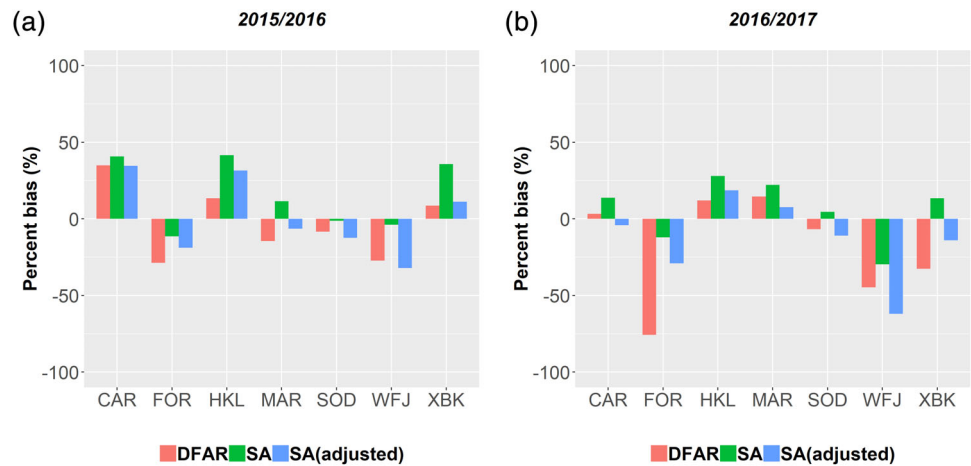 (a)
2015/2016
Percent bias (%)
100
50
0
-50
-100
CAR FOR HKL MAR SOD WFJ XBK
DFAR SA SA(adjusted)
(b)
2016/2017
Percent bias (%)
100
50
0
-50
-100
CAR FOR HKL MAR SOD WFJ XBK
DFAR SA SA(adjusted)